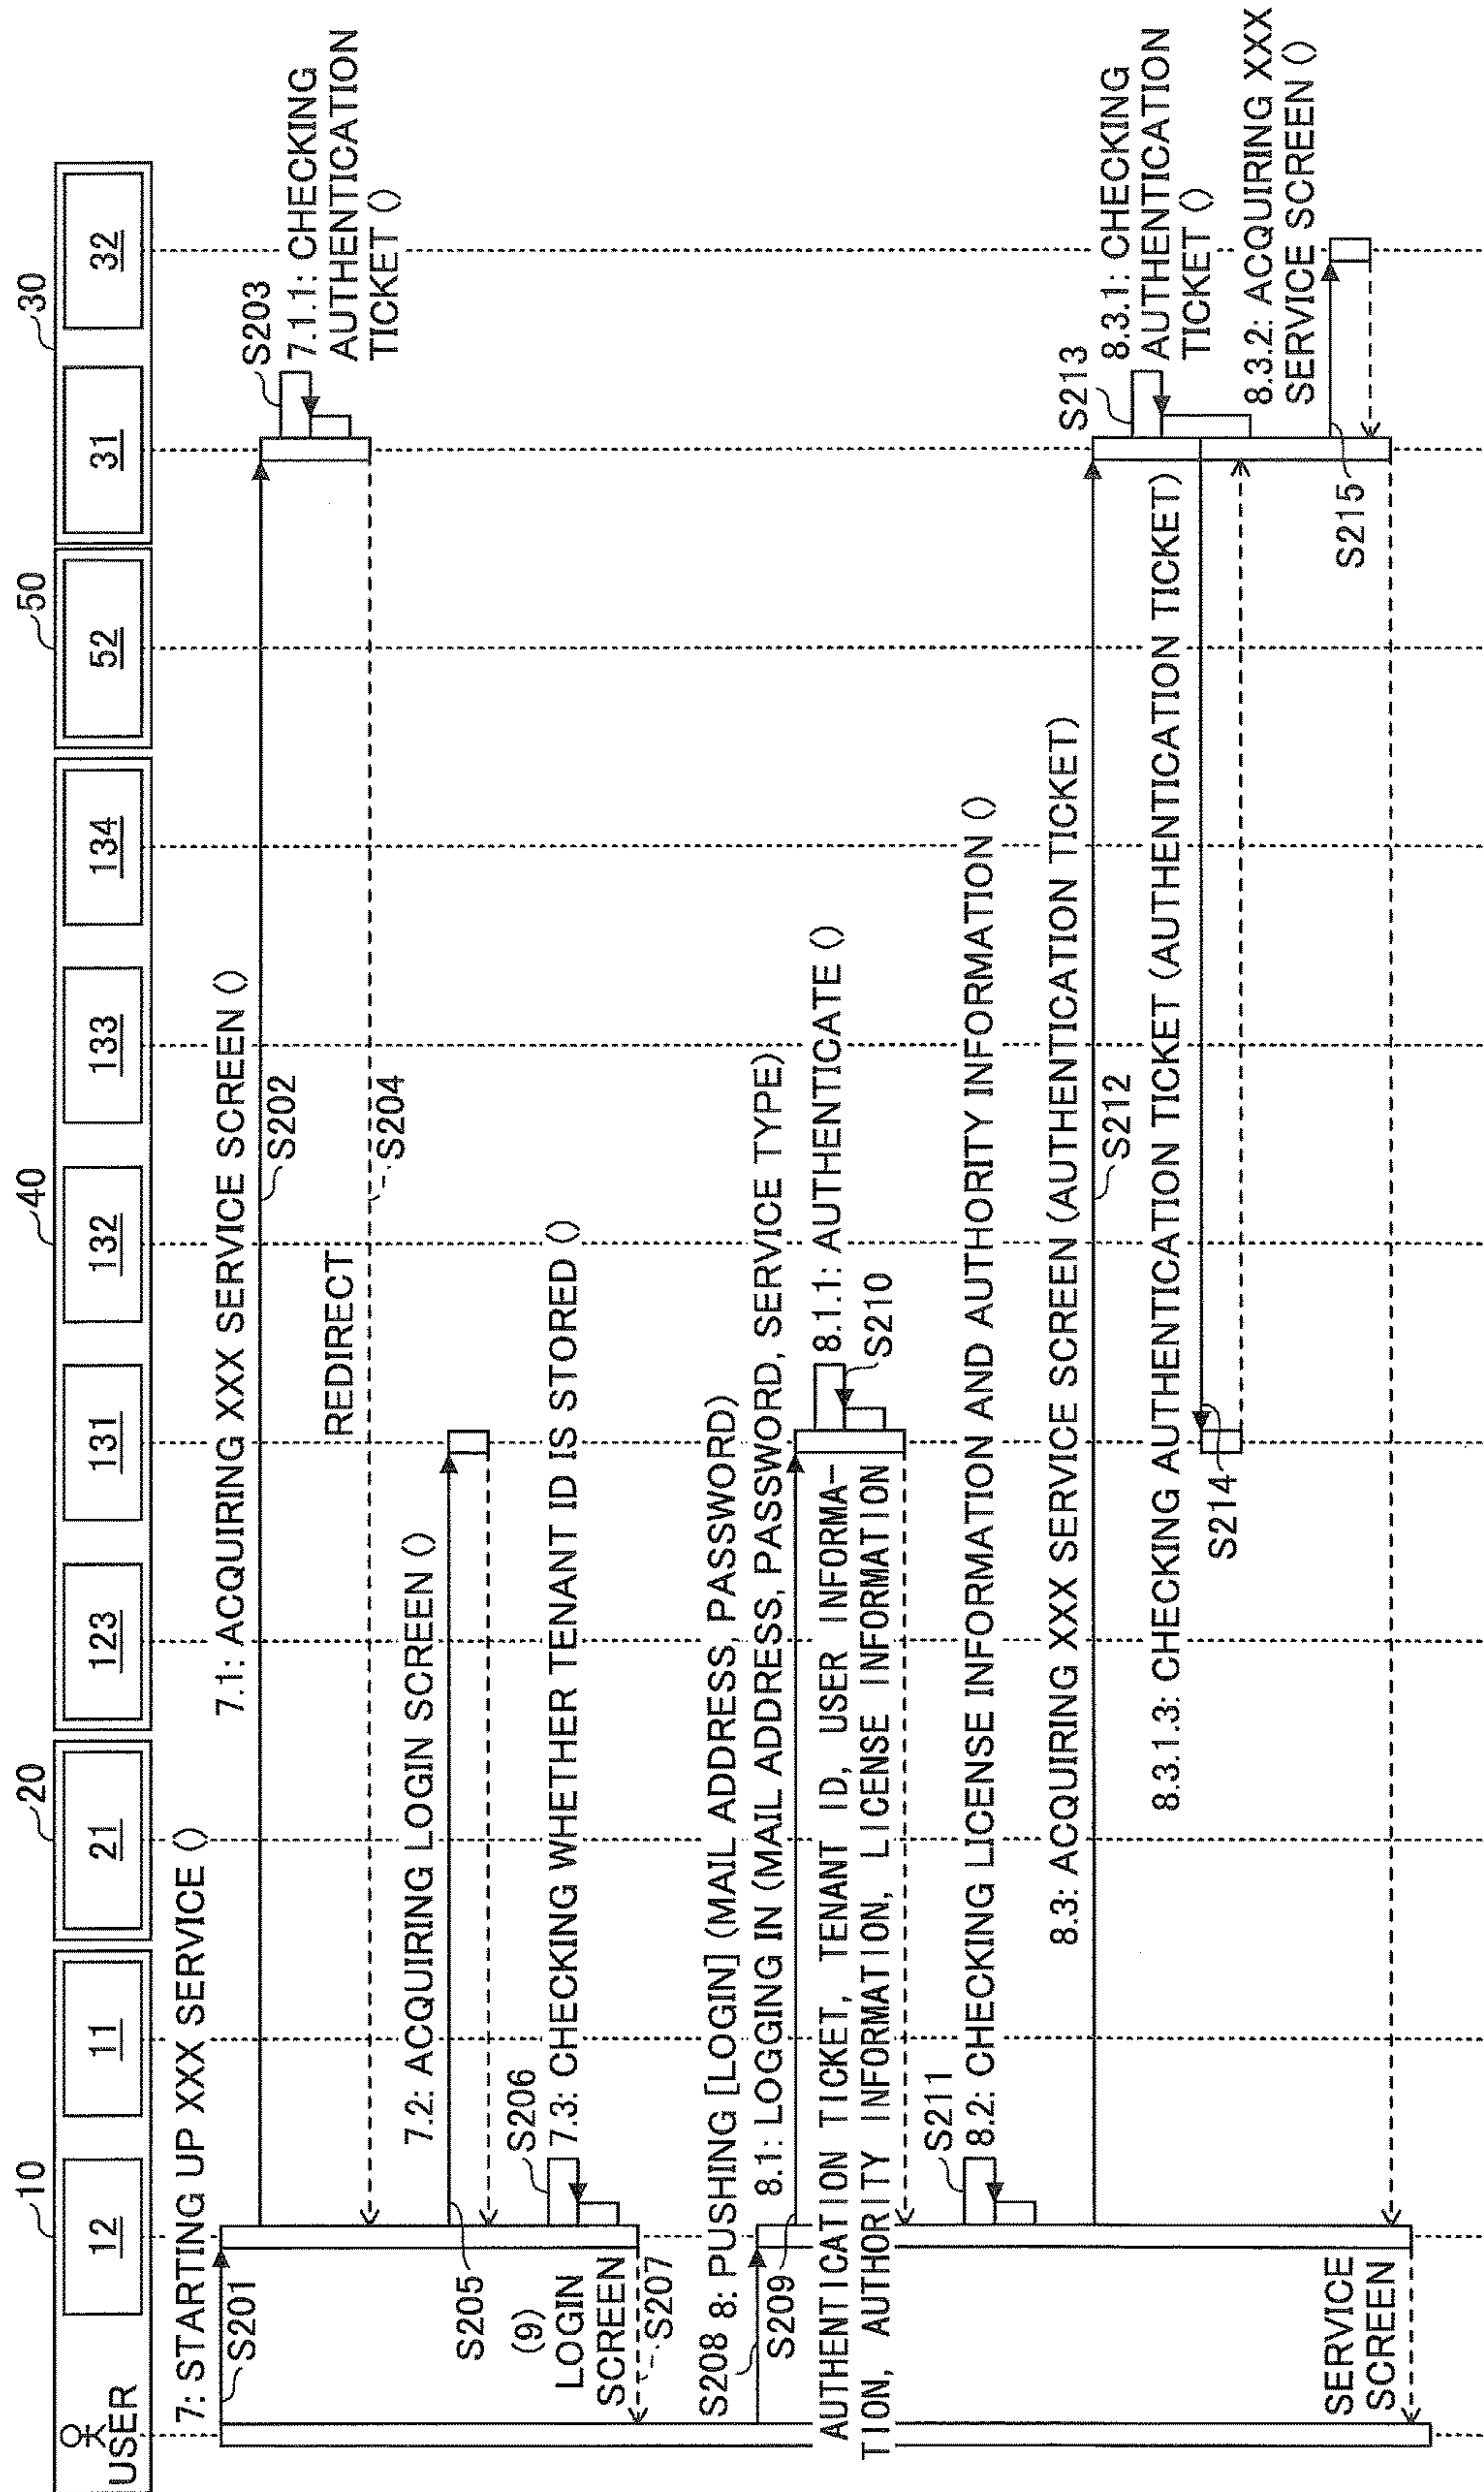 10
20
40
50
30
USER
12
11
21
123
131
132
133
134
52
31
32
7: STARTING UP XXX SERVICE ()
S201
7.1: ACQUIRING XXX SERVICE SCREEN ()
S202
S203
7.1.1: CHECKING
AUTHENTICATION
TICKET ()
REDIRECT
S204
7.2: ACQUIRING LOGIN SCREEN ()
S205
S206
7.3: CHECKING WHETHER TENANT ID IS STORED ()
(9)
LOGIN
SCREEN
S207
S208
8: PUSHING [LOGIN] (MAIL ADDRESS, PASSWORD)
8.1: LOGGING IN (MAIL ADDRESS, PASSWORD, SERVICE TYPE)
S209
8.1.1: AUTHENTICATE ()
S210
AUTHENTICATION TICKET, TENANT ID, USER INFORMA-
TION, AUTHORITY INFORMATION, LICENSE INFORMATION
S211
8.2: CHECKING LICENSE INFORMATION AND AUTHORITY INFORMATION ()
8.3: ACQUIRING XXX SERVICE SCREEN (AUTHENTICATION TICKET)
S212
S213
8.3.1: CHECKING
AUTHENTICATION
TICKET ()
8.3.1.3: CHECKING AUTHENTICATION TICKET (AUTHENTICATION TICKET)
S214
8.3.2: ACQUIRING XXX
SERVICE SCREEN ()
S215
SERVICE
SCREEN